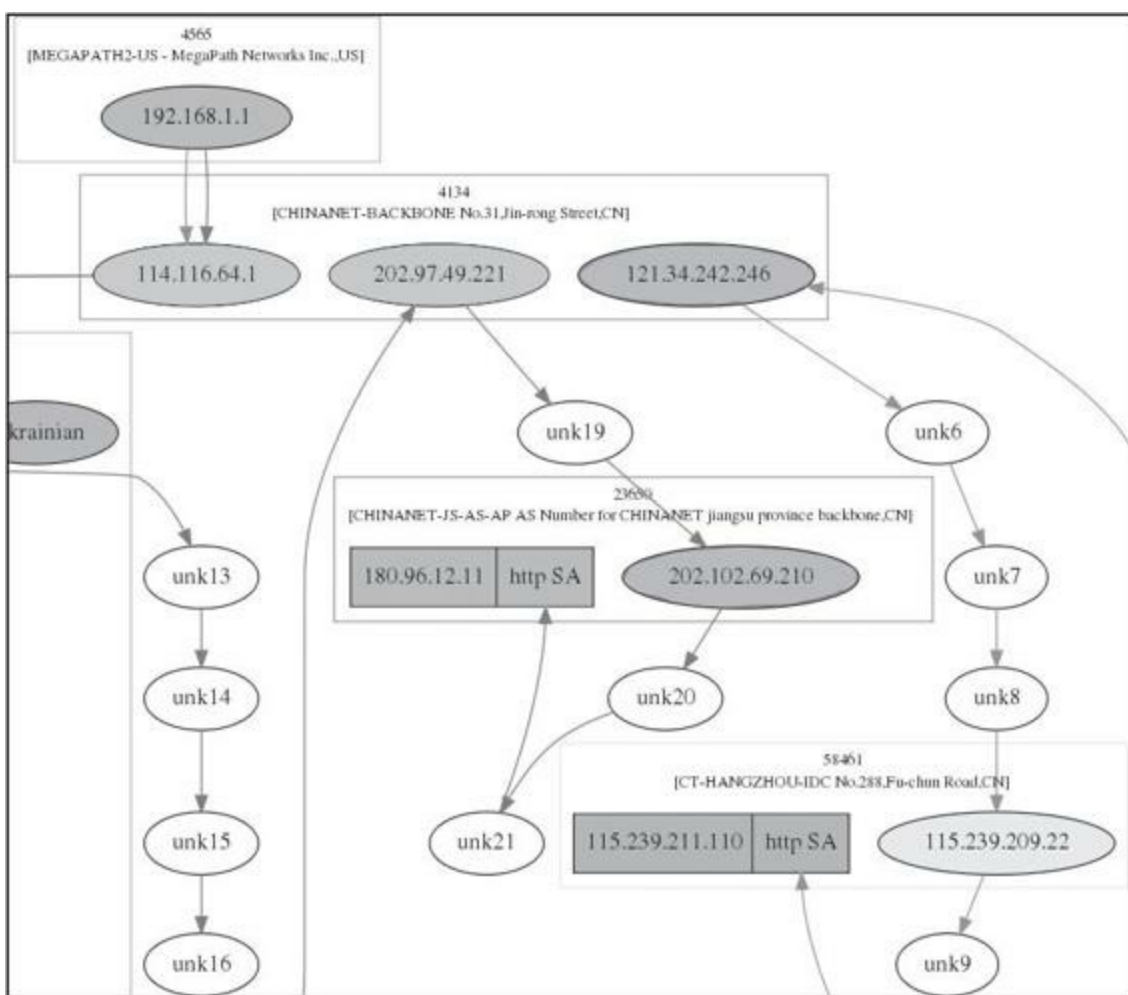 4565
[MEGAPATH2-US - MegaPath Networks Inc.,US]
192.168.1.1
4134
[CHINANET-BACKBONE No.31,Jin-rong Street,CN]
114.116.64.1 202.97.49.221 121.34.242.246
krainian unk19 unk6
23650
[CHINANET-JS-AS-AP AS Number for CHINANET jiangsu province backbone,CN]
unk13 180.96.12.11 http SA 202.102.69.210 unk7
unk14 unk20 unk8
58461
[CT-HANGZHOU-IDC No.288,Fu-chun Road,CN]
unk15 unk21 115.239.211.110 http SA 115.239.209.22
unk16 unk9